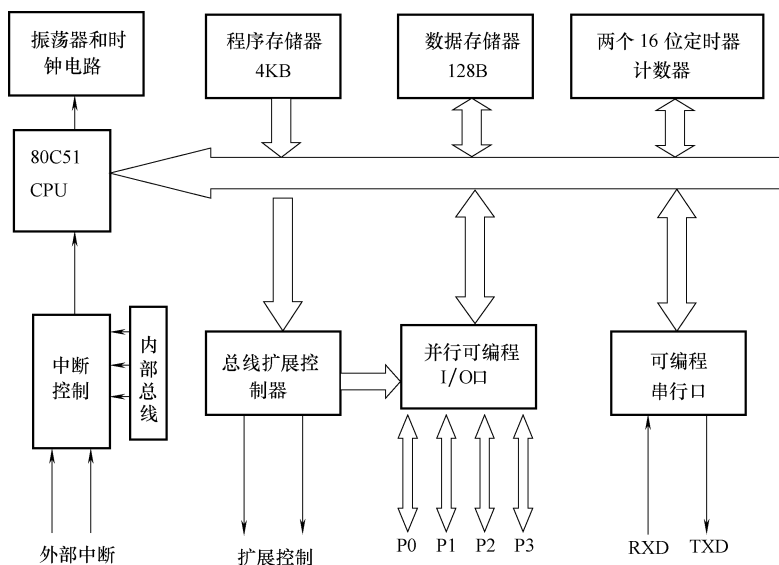 振荡器和时
钟电路
程序存储器
4KB
数据存储器
128B
两个 16 位定时器
计数器
80C51
CPU
中断
控制
内部总线
总线扩展控
制器
并行可编程
I/O口
可编程
串行口
外部中断
扩展控制
P0
P1
P2
P3
RXD
TXD